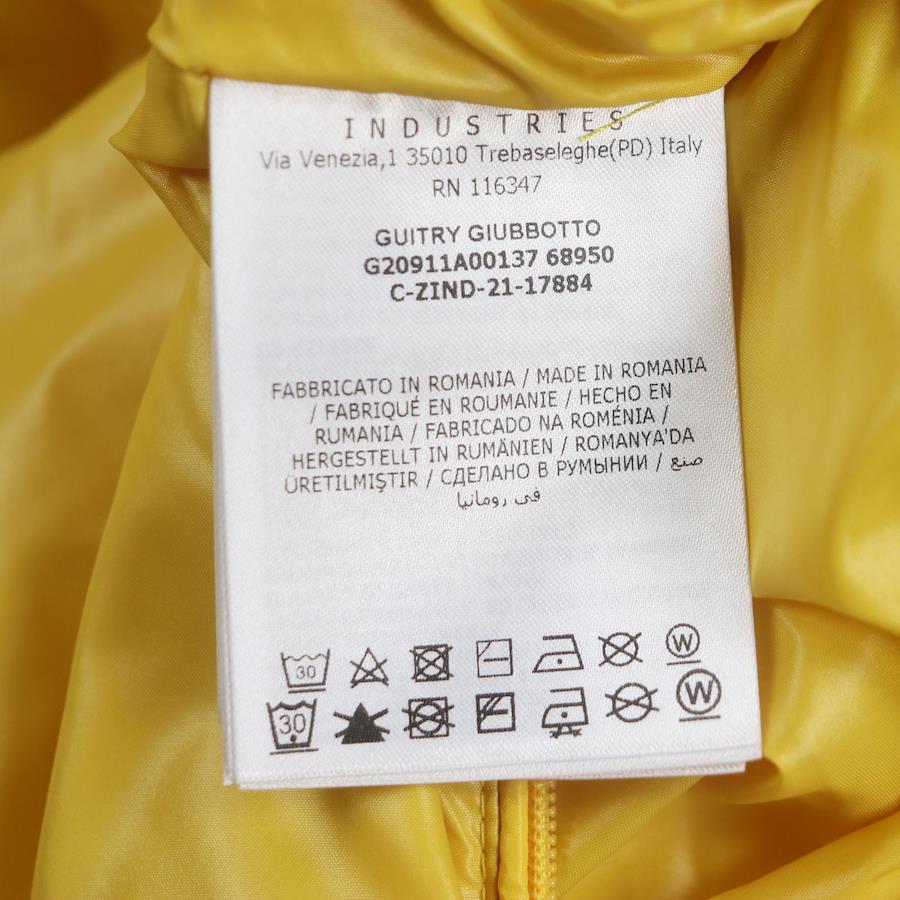 INDUSTRIES
Via Venezia,1 35010 Trebaseleghe(PD) Italy
RN 116347
GUITRY GIUBBOTTO
G20911A00137 68950
C-ZIND-21-17884
FABBRICATO IN ROMANIA / MADE IN ROMANIA
/ FABRIQUÉ EN ROUMANIE / HECHO EN
RUMANIA / FABRICADO NA ROMÉNIA /
HERGESTELLT IN RUMÄNIEN / ROMANYA'DA
ÜRETILMIŞTIR / СДЕЛАНО В РУМЫНИИ / صنع
في رومانيا
30 W
30 W